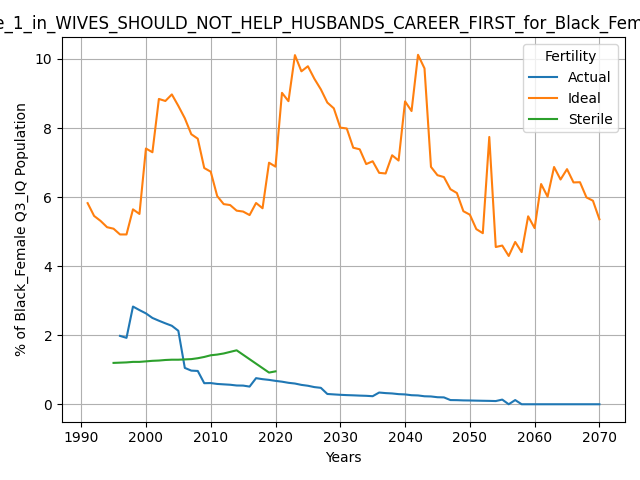 e_1_in_WIVES_SHOULD_NOT_HELP_HUSBANDS_CAREER_FIRST_for_Black_Fem
Fertility
Actual
Ideal
Sterile
% of Black_Female Q3_IQ Population
10
8
6
4
2
0
1990 2000 2010 2020 2030 2040 2050 2060 2070
Years